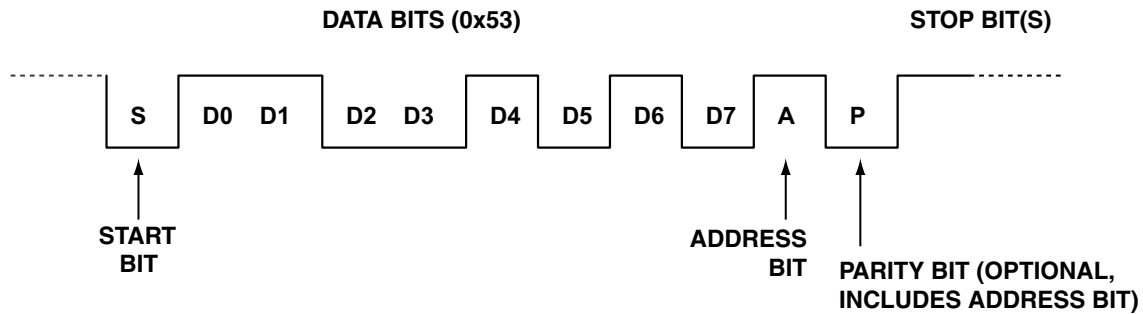 DATA BITS (0x53) STOP BIT(S)
S D0 D1 D2 D3 D4 D5 D6 D7 A P
START
BIT
ADDRESS
BIT
PARITY BIT (OPTIONAL,
INCLUDES ADDRESS BIT)